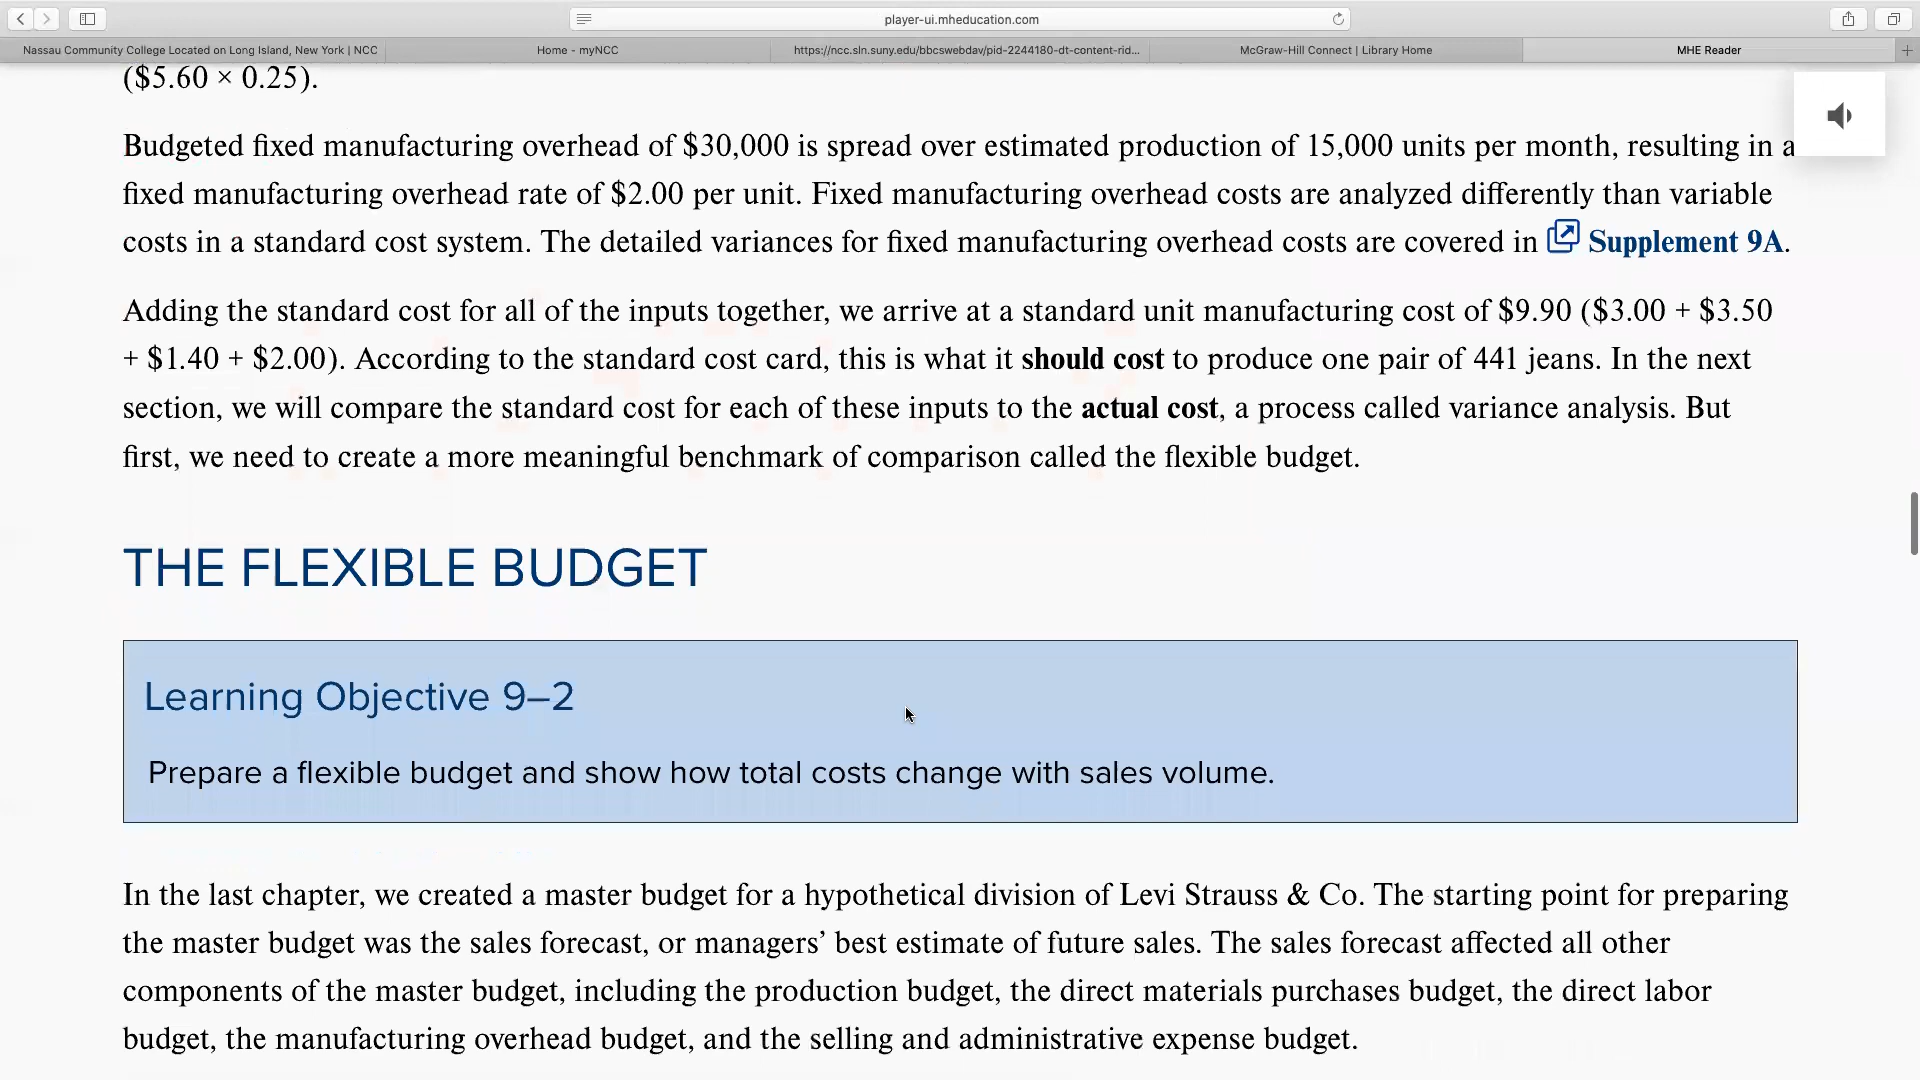 player-ui.mheducation.com
Nassau Community College Located on Long Island, New York | NCC
Home - myNCC
https://ncc.sln.suny.edu/bbcswebdav/pid-2244180-dt-content-rid...
McGraw-Hill Connect | Library Home
MHE Reader
($5.60 × 0.25).
Budgeted fixed manufacturing overhead of $30,000 is spread over estimated production of 15,000 units per month, resulting in a
fixed manufacturing overhead rate of $2.00 per unit. Fixed manufacturing overhead costs are analyzed differently than variable
costs in a standard cost system. The detailed variances for fixed manufacturing overhead costs are covered in Supplement 9A.
Adding the standard cost for all of the inputs together, we arrive at a standard unit manufacturing cost of $9.90 ($3.00 + $3.50
+ $1.40 + $2.00). According to the standard cost card, this is what it should cost to produce one pair of 441 jeans. In the next
section, we will compare the standard cost for each of these inputs to the actual cost, a process called variance analysis. But
first, we need to create a more meaningful benchmark of comparison called the flexible budget.
THE FLEXIBLE BUDGET
Learning Objective 9–2
Prepare a flexible budget and show how total costs change with sales volume.
In the last chapter, we created a master budget for a hypothetical division of Levi Strauss & Co. The starting point for preparing
the master budget was the sales forecast, or managers’ best estimate of future sales. The sales forecast affected all other
components of the master budget, including the production budget, the direct materials purchases budget, the direct labor
budget, the manufacturing overhead budget, and the selling and administrative expense budget.